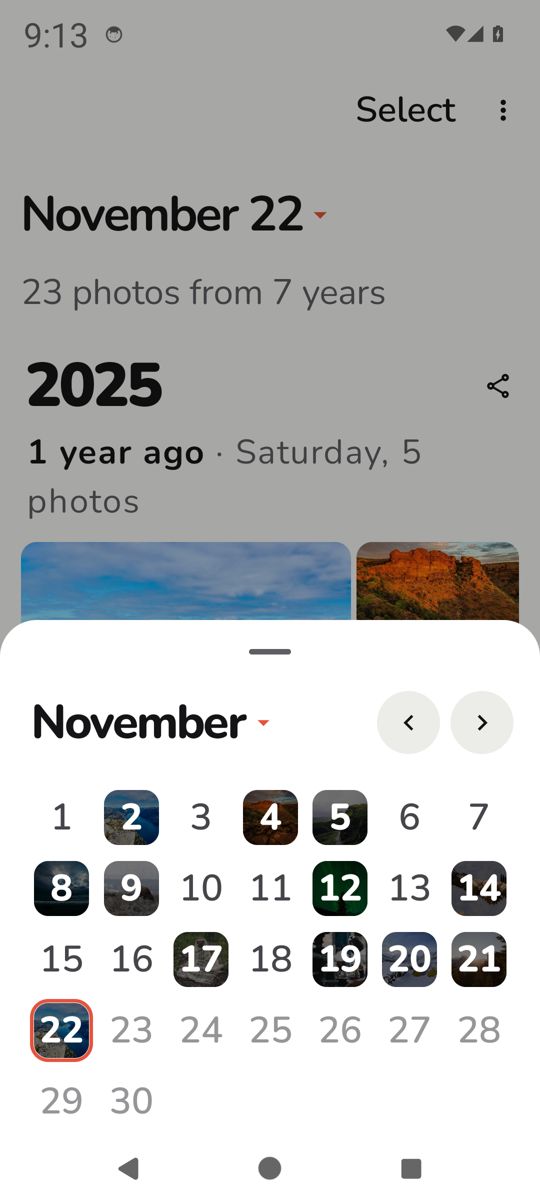 9:13
Select
November 22
23 photos from 7 years
2025
1 year ago · Saturday, 5
photos
November
1 2 3 4 5 6 7
8 9 10 11 12 13 14
15 16 17 18 19 20 21
22 23 24 25 26 27 28
29 30